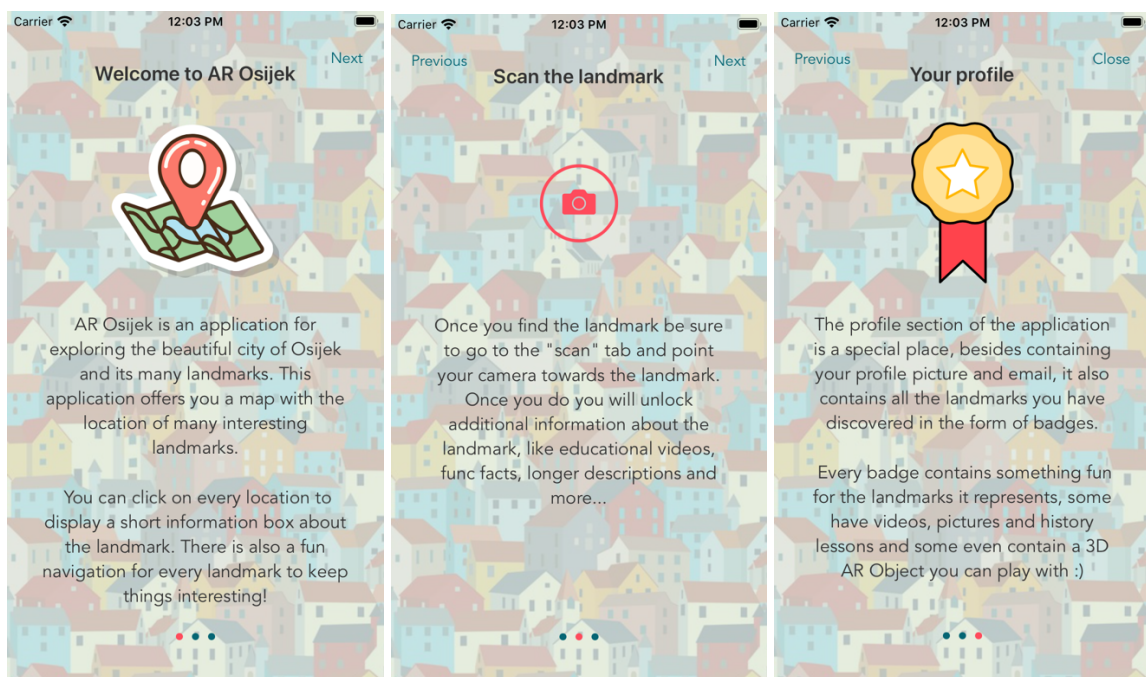 Carrier 12:03 PM
Next
Welcome to AR Osijek
AR Osijek is an application for
exploring the beautiful city of Osijek
and its many landmarks. This
application offers you a map with the
location of many interesting
landmarks.
You can click on every location to
display a short information box about
the landmark. There is also a fun
navigation for every landmark to keep
things interesting!
Carrier 12:03 PM
Previous Next
Scan the landmark
Once you find the landmark be sure
to go to the "scan" tab and point
your camera towards the landmark.
Once you do you will unlock
additional information about the
landmark, like educational videos,
func facts, longer descriptions and
more...
Carrier 12:03 PM
Previous Close
Your profile
The profile section of the application
is a special place, besides containing
your profile picture and email, it also
contains all the landmarks you have
discovered in the form of badges.
Every badge contains something fun
for the landmarks it represents, some
have videos, pictures and history
lessons and some even contain a 3D
AR Object you can play with :)